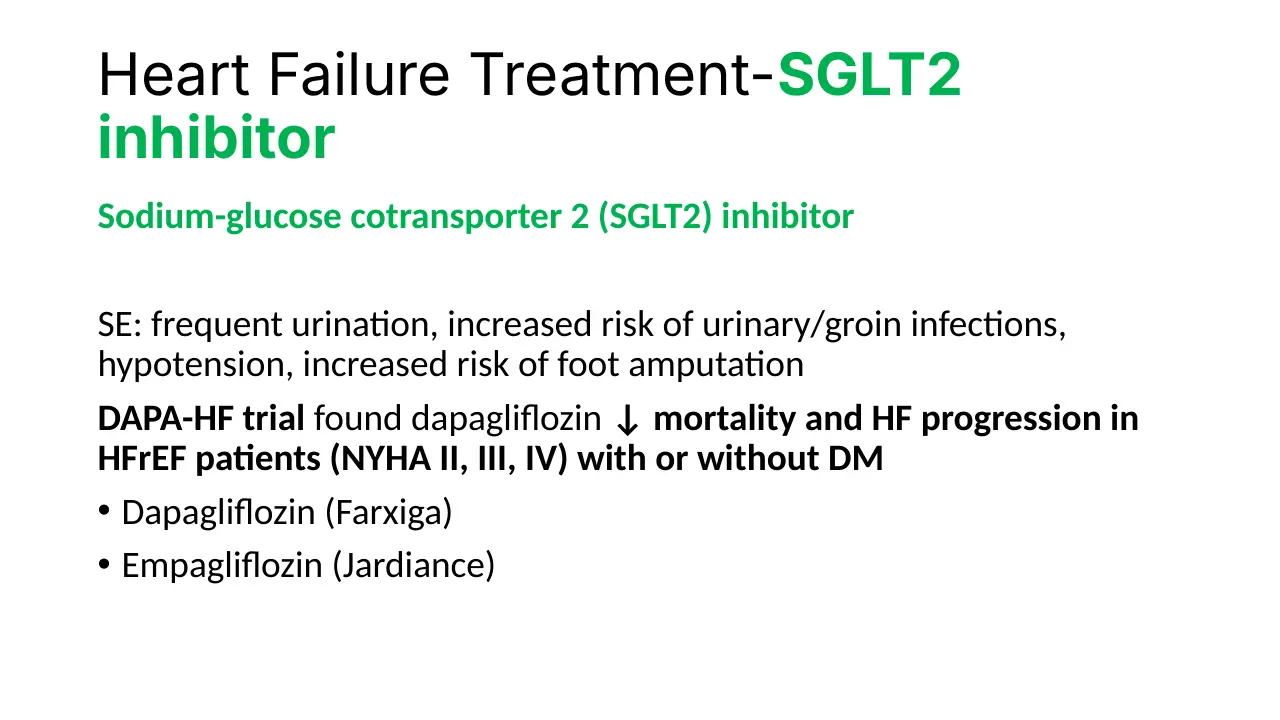 Heart Failure Treatment-SGLT2
inhibitor
Sodium-glucose cotransporter 2 (SGLT2) inhibitor
SE: frequent urination, increased risk of urinary/groin infections,
hypotension, increased risk of foot amputation
DAPA-HF trial found dapagliflozin ↓ mortality and HF progression in
HFrEF patients (NYHA II, III, IV) with or without DM
• Dapagliflozin (Farxiga)
• Empagliflozin (Jardiance)